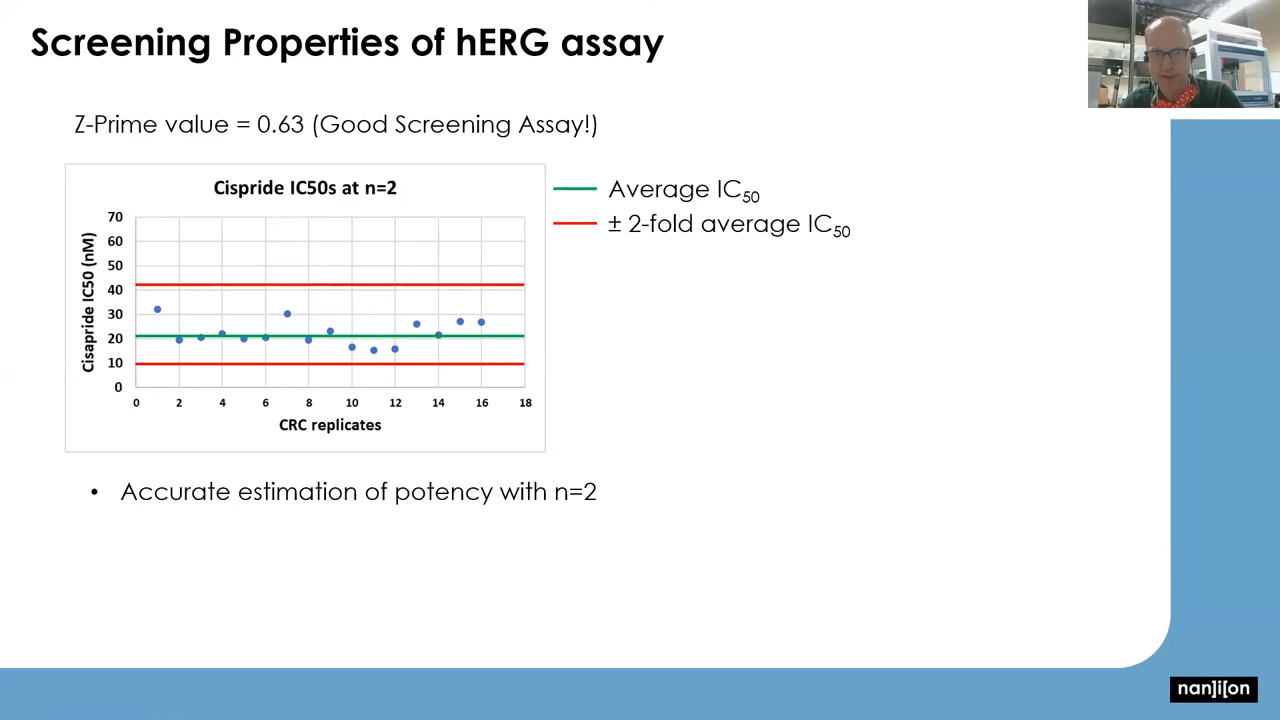 Screening Properties of hERG assay
Z-Prime value = 0.63 (Good Screening Assay!)
Cispride IC50s at n=2
Average IC50
± 2-fold average IC50
Cisapride IC50 (nM)
70
60
50
40
30
20
10
0
0 2 4 6 8 10 12 14 16 18
CRC replicates
• Accurate estimation of potency with n=2
nan]i[on